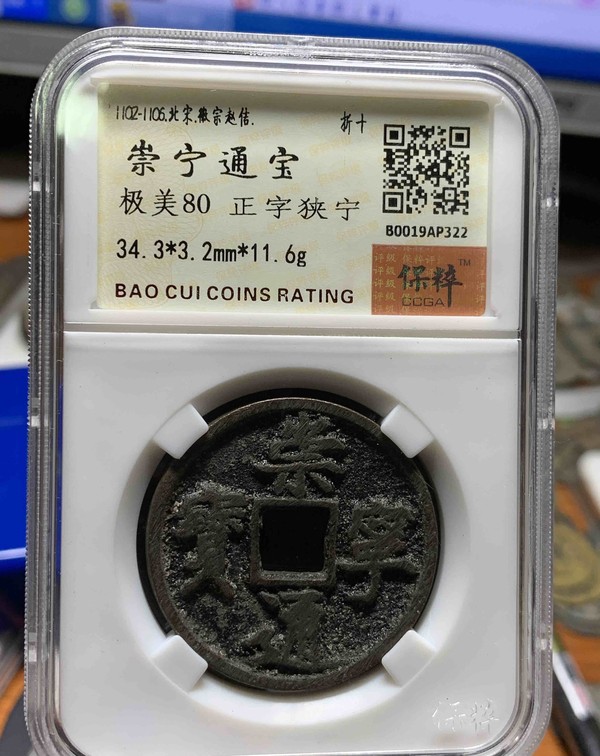 1102-1106.北宋.徽宗赵佶.
折十
崇宁通宝
极美80 正字狭宁
B0019AP322
34.3*3.2mm*11.6g
保粹™
CCGA
BAO CUI COINS RATING
崇
寶 寧
通
保粹